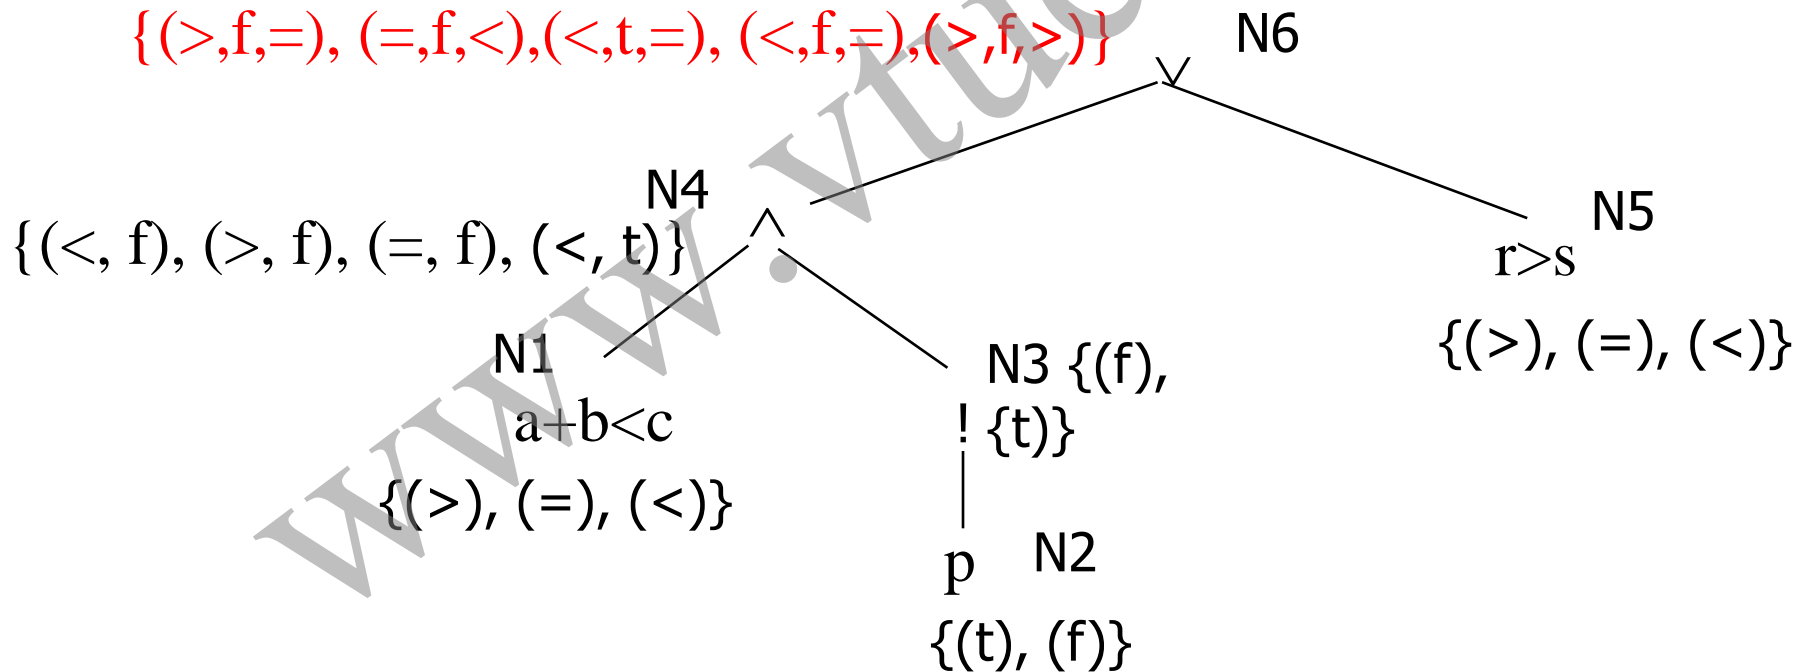 {(>,f,=), (=,f,<),(<,t,=), (<,f,=),(>,f,>)}
N6
∨
N4
N5
{(<, f), (>, f), (=, f), (<, t)}
∧
r>s
{(>), (=), (<)}
N1
N3 {(f),
a+b<c
! {t)}
{(>), (=), (<)}
p
N2
{(t), (f)}
www.vtu